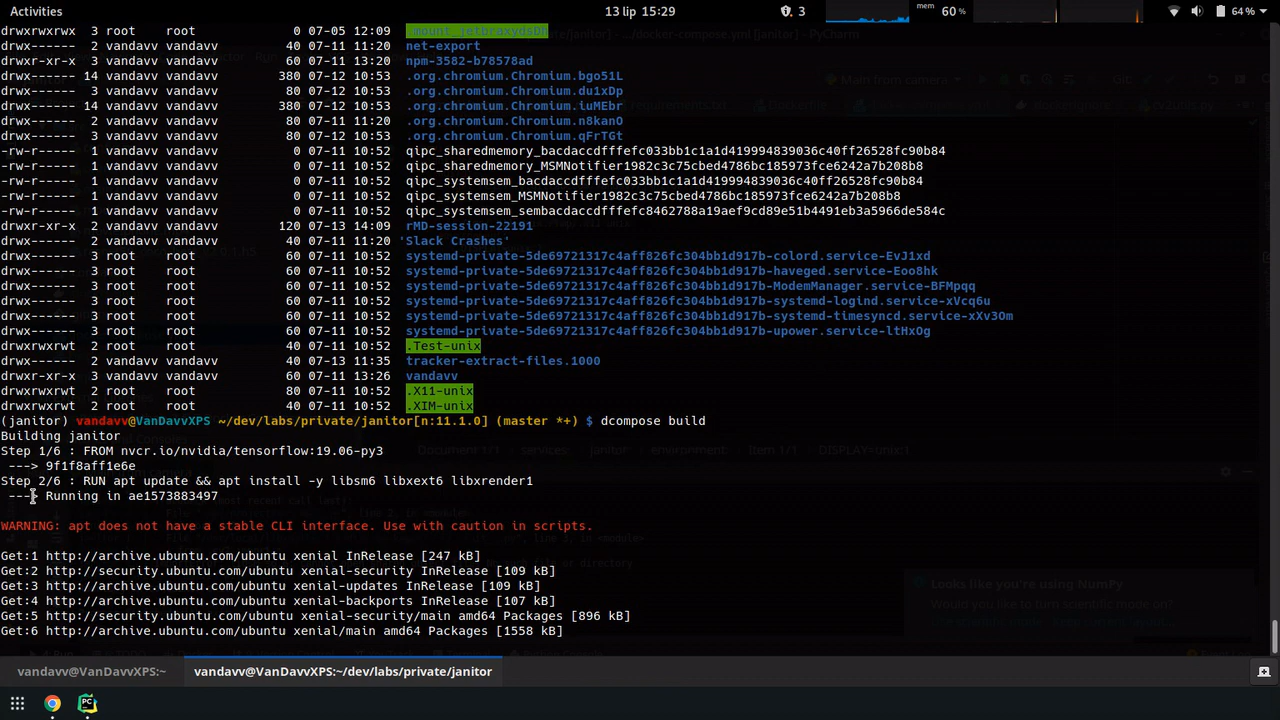 Activities
13 lip 15:29
3
mem
60 %
64 %
drwxrwxrwx 3 root root 0 07-05 12:09 .mount_jetbraxydsDh
drwx------ 2 vandavv vandavv 40 07-11 11:20 net-export
drwxr-xr-x 3 vandavv vandavv 60 07-11 13:20 npm-3582-b78578ad
drwx------ 14 vandavv vandavv 380 07-12 10:53 .org.chromium.Chromium.bgo51L
drwx------ 3 vandavv vandavv 80 07-12 10:53 .org.chromium.Chromium.du1xDp
drwx------ 14 vandavv vandavv 380 07-12 10:53 .org.chromium.Chromium.iuMEbr
drwx------ 2 vandavv vandavv 60 07-11 11:20 .org.chromium.Chromium.n8kanO
drwx------ 3 vandavv vandavv 80 07-12 10:53 .org.chromium.Chromium.qFrTGt
-rw-r----- 1 vandavv vandavv 0 07-11 10:52 qipc_sharedmemory_bacdaccdfffefc033bb1c1a1d419994839036c40ff26528fc90b84
-rw-r----- 1 vandavv vandavv 0 07-11 10:52 qipc_sharedmemory_MSMNotifier1982c3c75cbed4786bc185973fce6242a7b208b8
-rw-r----- 1 vandavv vandavv 0 07-11 10:52 qipc_systemsem_bacdaccdfffefc033bb1c1a1d419994839036c40ff26528fc90b84
-rw-r----- 1 vandavv vandavv 0 07-11 10:52 qipc_systemsem_MSMNotifier1982c3c75cbed4786bc185973fce6242a7b208b8
-rw-r----- 1 vandavv vandavv 0 07-11 10:52 qipc_systemsem_sembacdaccdfffefc8462788a19aef9cd89e51b4491eb3a5966de584c
drwxr-xr-x 2 vandavv vandavv 120 07-13 14:09 rMD-session-22191
drwx------ 2 vandavv vandavv 40 07-11 11:20 'Slack Crashes'
drwx------ 3 root root 60 07-11 10:52 systemd-private-5de69721317c4aff826fc304bb1d917b-colord.service-EvJ1xd
drwx------ 3 root root 60 07-11 10:52 systemd-private-5de69721317c4aff826fc304bb1d917b-haveged.service-Eoo8hk
drwx------ 3 root root 60 07-11 10:52 systemd-private-5de69721317c4aff826fc304bb1d917b-ModemManager.service-BFMpqq
drwx------ 3 root root 60 07-11 10:52 systemd-private-5de69721317c4aff826fc304bb1d917b-systemd-logind.service-xVcq6u
drwx------ 3 root root 60 07-11 10:52 systemd-private-5de69721317c4aff826fc304bb1d917b-systemd-timesyncd.service-xXv3Om
drwx------ 3 root root 60 07-11 10:52 systemd-private-5de69721317c4aff826fc304bb1d917b-upower.service-ltHxOg
drwxrwxrwt 2 root root 40 07-11 10:52 .Test-unix
drwx------ 2 vandavv vandavv 40 07-13 11:35 tracker-extract-files.1000
drwxr-xr-x 3 vandavv vandavv 60 07-11 13:26 vandavv
drwxrwxrwt 2 root root 80 07-11 10:52 .X11-unix
drwxrwxrwt 2 root root 40 07-11 10:52 .XIM-unix
(janitor) vandavv@VanDavvXPS ~/dev/labs/private/janitor[n:11.1.0] (master *+) $ dcompose build
Building janitor
Step 1/6 : FROM nvcr.io/nvidia/tensorflow:19.06-py3
---> 9f1f8aff1e6e
Step 2/6 : RUN apt update && apt install -y libsm6 libxext6 libxrender1
---> Running in ae1573883497
WARNING: apt does not have a stable CLI interface. Use with caution in scripts.
Get:1 http://archive.ubuntu.com/ubuntu xenial InRelease [247 kB]
Get:2 http://security.ubuntu.com/ubuntu xenial-security InRelease [109 kB]
Get:3 http://archive.ubuntu.com/ubuntu xenial-updates InRelease [109 kB]
Get:4 http://archive.ubuntu.com/ubuntu xenial-backports InRelease [107 kB]
Get:5 http://security.ubuntu.com/ubuntu xenial-security/main amd64 Packages [896 kB]
Get:6 http://archive.ubuntu.com/ubuntu xenial/main amd64 Packages [1558 kB]
Looks like you're using NumPy
Would you like to turn scientific mode on?
vandavv@VanDavvXPS:~
vandavv@VanDavvXPS:~/dev/labs/private/janitor